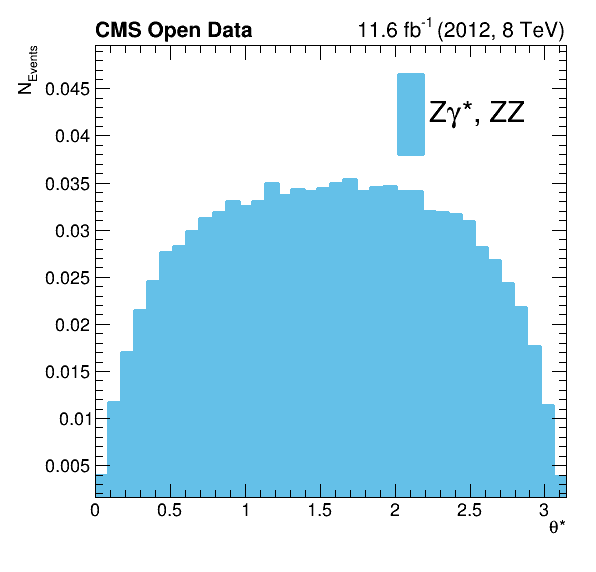 CMS Open Data
11.6 fb⁻¹ (2012, 8 TeV)
N_Events
Zγ*, ZZ
0.045
0.04
0.035
0.03
0.025
0.02
0.015
0.01
0.005
0 0.5 1 1.5 2 2.5 3
θ*